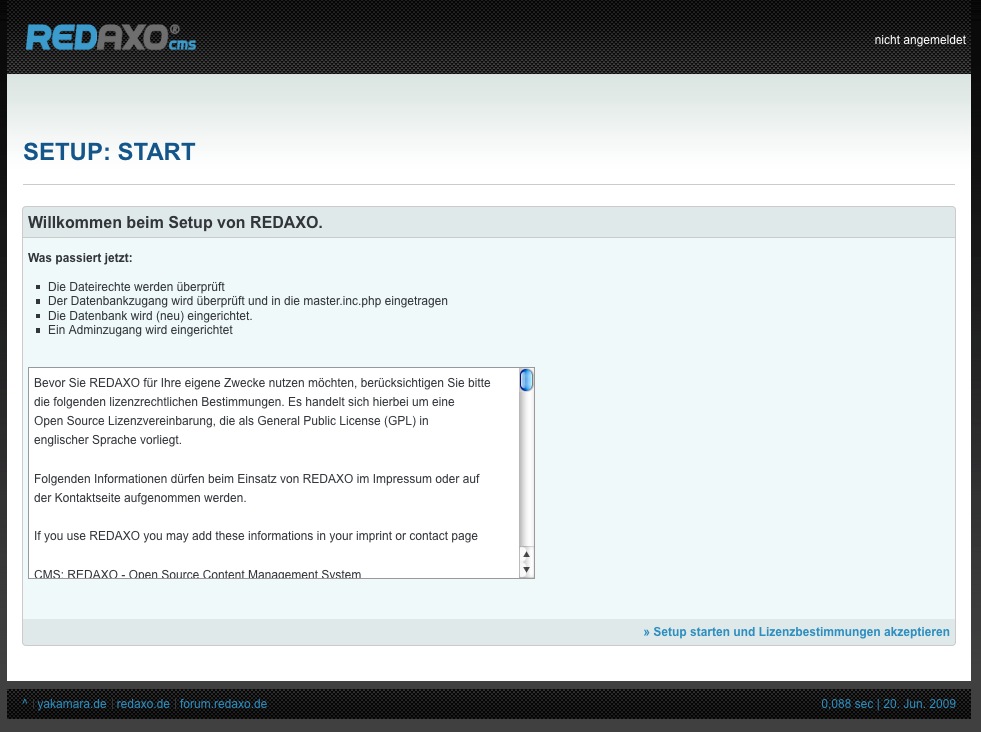 REDAXO® cms
nicht angemeldet
SETUP: START
Willkommen beim Setup von REDAXO.
Was passiert jetzt:
Die Dateirechte werden überprüft
Der Datenbankzugang wird überprüft und in die master.inc.php eingetragen
Die Datenbank wird (neu) eingerichtet.
Ein Adminzugang wird eingerichtet
Bevor Sie REDAXO für Ihre eigene Zwecke nutzen möchten, berücksichtigen Sie bitte
die folgenden lizenzrechtlichen Bestimmungen. Es handelt sich hierbei um eine
Open Source Lizenzvereinbarung, die als General Public License (GPL) in
englischer Sprache vorliegt.
Folgenden Informationen dürfen beim Einsatz von REDAXO im Impressum oder auf
der Kontaktseite aufgenommen werden.
If you use REDAXO you may add these informations in your imprint or contact page
CMS: REDAXO - Open Source Content Management System
» Setup starten und Lizenzbestimmungen akzeptieren
^ | yakamara.de | redaxo.de | forum.redaxo.de
0,088 sec | 20. Jun. 2009